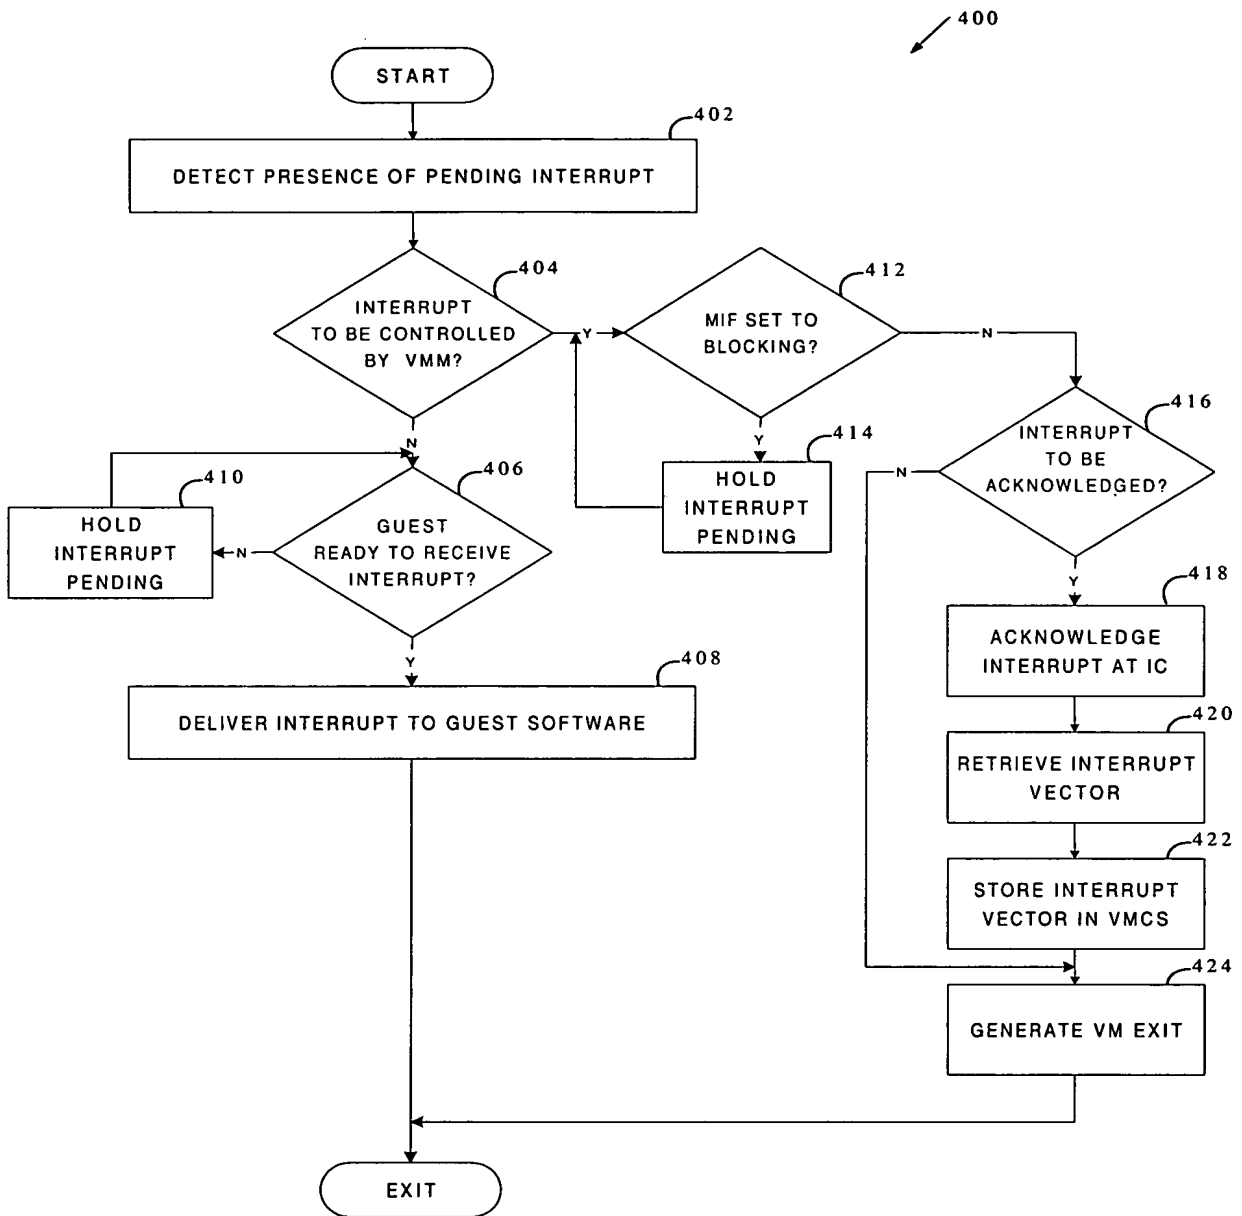 400
START
402
DETECT PRESENCE OF PENDING INTERRUPT
404
INTERRUPT
TO BE CONTROLLED
BY VMM?
Y
412
MIF SET TO
BLOCKING?
N
N
Y
414
HOLD
INTERRUPT
PENDING
416
INTERRUPT
TO BE
ACKNOWLEDGED?
N
Y
406
GUEST
READY TO RECEIVE
INTERRUPT?
N
410
HOLD
INTERRUPT
PENDING
Y
408
DELIVER INTERRUPT TO GUEST SOFTWARE
418
ACKNOWLEDGE
INTERRUPT AT IC
420
RETRIEVE INTERRUPT
VECTOR
422
STORE INTERRUPT
VECTOR IN VMCS
424
GENERATE VM EXIT
EXIT